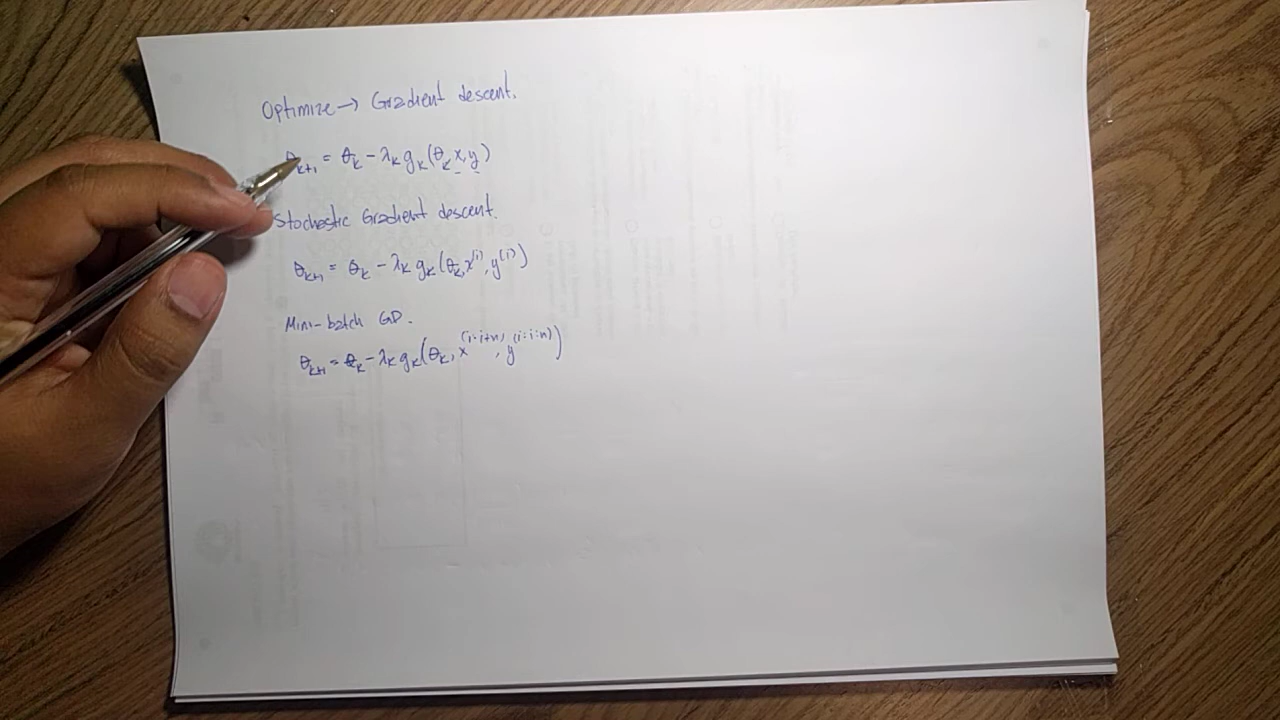 Optimize → Gradient descent.
θₖ₊₁ = θₖ − λₖ gₖ(θₖ x, y)
Stochastic Gradient descent.
θₖ₊₁ = θₖ − λₖ gₖ(θₖ, x⁽ⁱ⁾, y⁽ⁱ⁾)
Mini-batch GD.
θₖ₊₁ = θₖ − λₖ gₖ(θₖ, x^(i:i+n), y^(i:i:n))